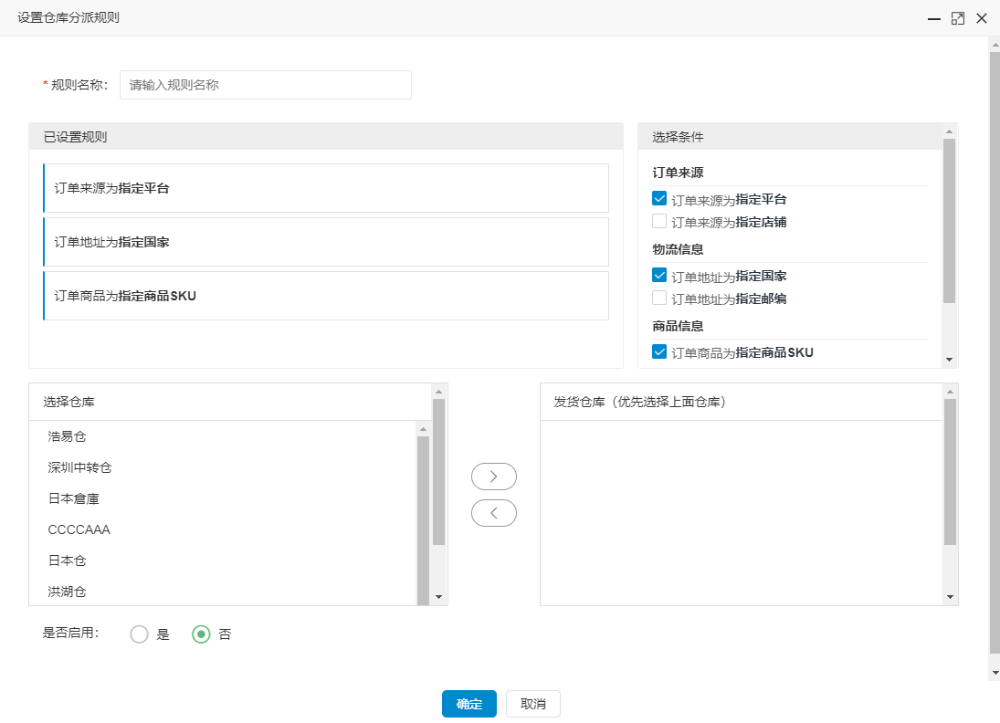 设置仓库分派规则
* 规则名称:
请输入规则名称
已设置规则
订单来源为指定平台
订单地址为指定国家
订单商品为指定商品SKU
选择条件
订单来源
订单来源为指定平台
订单来源为指定店铺
物流信息
订单地址为指定国家
订单地址为指定邮编
商品信息
订单商品为指定商品SKU
选择仓库
浩易仓
深圳中转仓
日本倉庫
CCCCAAA
日本仓
洪湖仓
发货仓库（优先选择上面仓库）
是否启用:
是
否
确定
取消